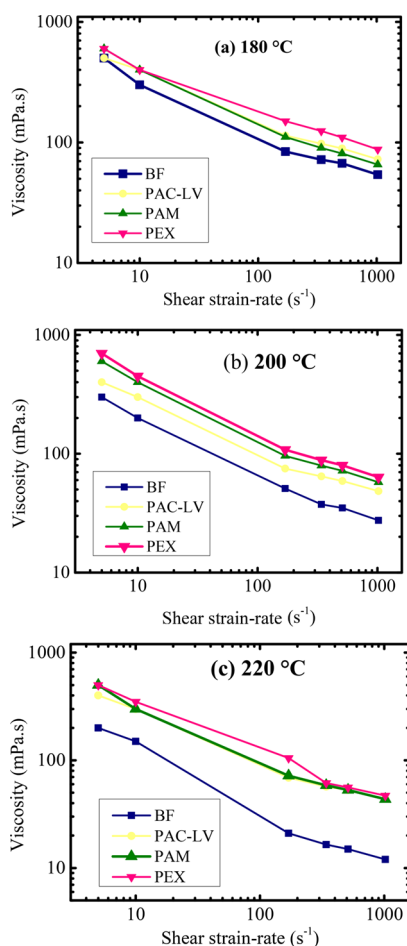 1000
(a) 180 °C
Viscosity (mPa.s)
100
BF
PAC-LV
PAM
PEX
10
10
100
1000
Shear strain-rate (s⁻¹)
1000
(b) 200 °C
Viscosity (mPa.s)
100
BF
PAC-LV
PAM
PEX
10
10
100
1000
Shear strain-rate (s⁻¹)
1000
(c) 220 °C
Viscosity (mPa.s)
100
BF
PAC-LV
PAM
PEX
10
10
100
1000
Shear strain-rate (s⁻¹)